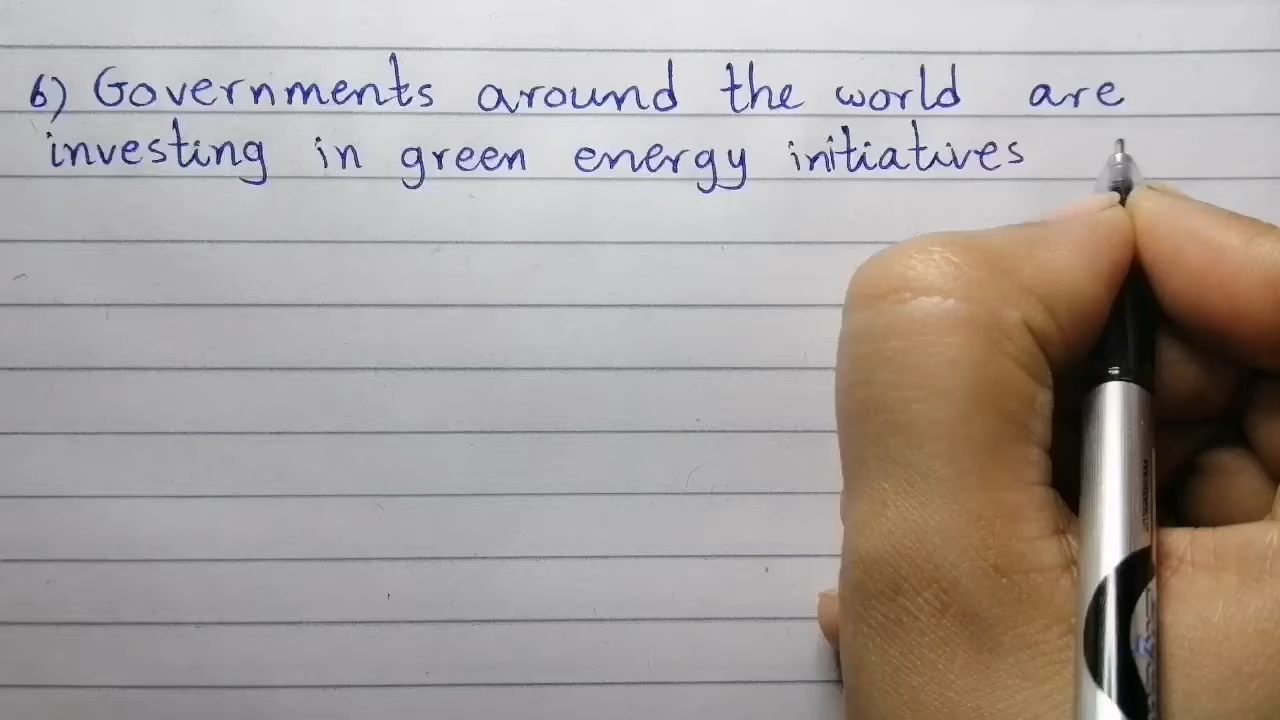 6) Governments around the world are
investing in green energy initiatives